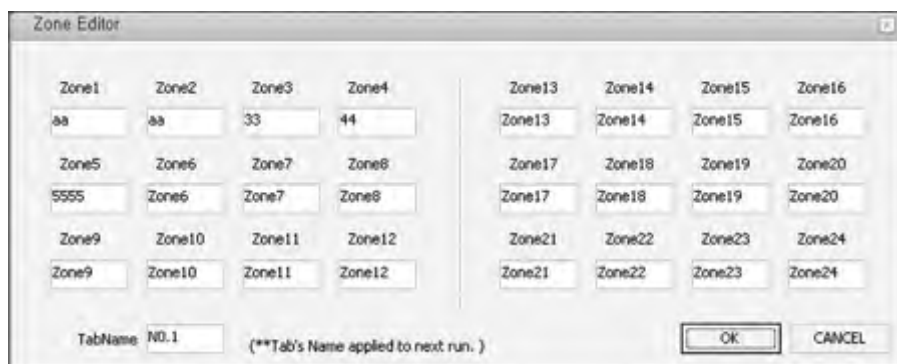 Zone Editor
Zone1 Zone2 Zone3 Zone4 Zone13 Zone14 Zone15 Zone16
aa aa 33 44 Zone13 Zone14 Zone15 Zone16
Zone5 Zone6 Zone7 Zone8 Zone17 Zone18 Zone19 Zone20
5555 Zone6 Zone7 Zone8 Zone17 Zone18 Zone19 Zone20
Zone9 Zone10 Zone11 Zone12 Zone21 Zone22 Zone23 Zone24
Zone9 Zone10 Zone11 Zone12 Zone21 Zone22 Zone23 Zone24
TabName N0.1 (**Tab's Name applied to next run. ) OK CANCEL